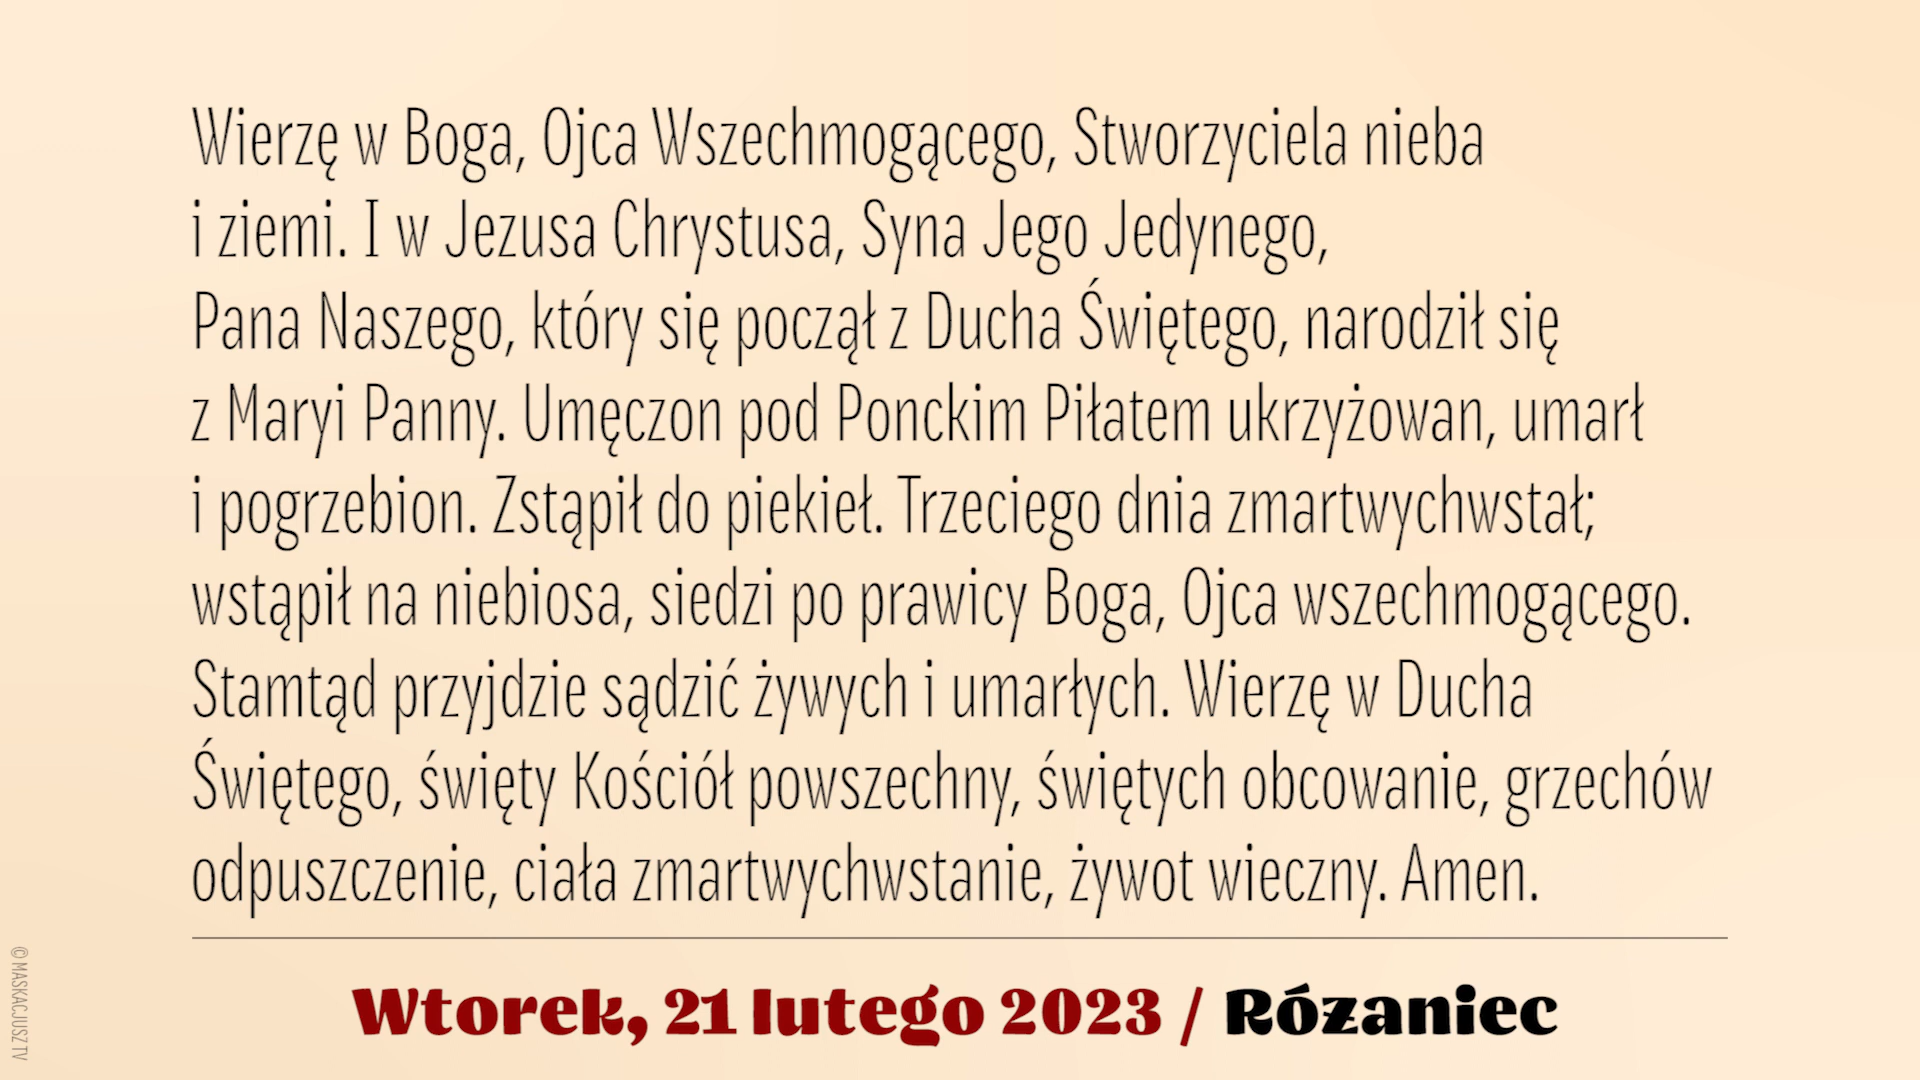 Wierzę w Boga, Ojca Wszechmogącego, Stworzyciela nieba
i ziemi. I w Jezusa Chrystusa, Syna Jego Jedynego,
Pana Naszego, który się począł z Ducha Świętego, narodził się
z Maryi Panny. Umęczon pod Ponckim Piłatem ukrzyżowan, umarł
i pogrzebion. Zstąpił do piekieł. Trzeciego dnia zmartwychwstał;
wstąpił na niebiosa, siedzi po prawicy Boga, Ojca wszechmogącego.
Stamtąd przyjdzie sądzić żywych i umarłych. Wierzę w Ducha
Świętego, święty Kościół powszechny, świętych obcowanie, grzechów
odpuszczenie, ciała zmartwychwstanie, żywot wieczny. Amen.
Wtorek, 21 lutego 2023 / Różaniec
© MASKACJUSZ TV